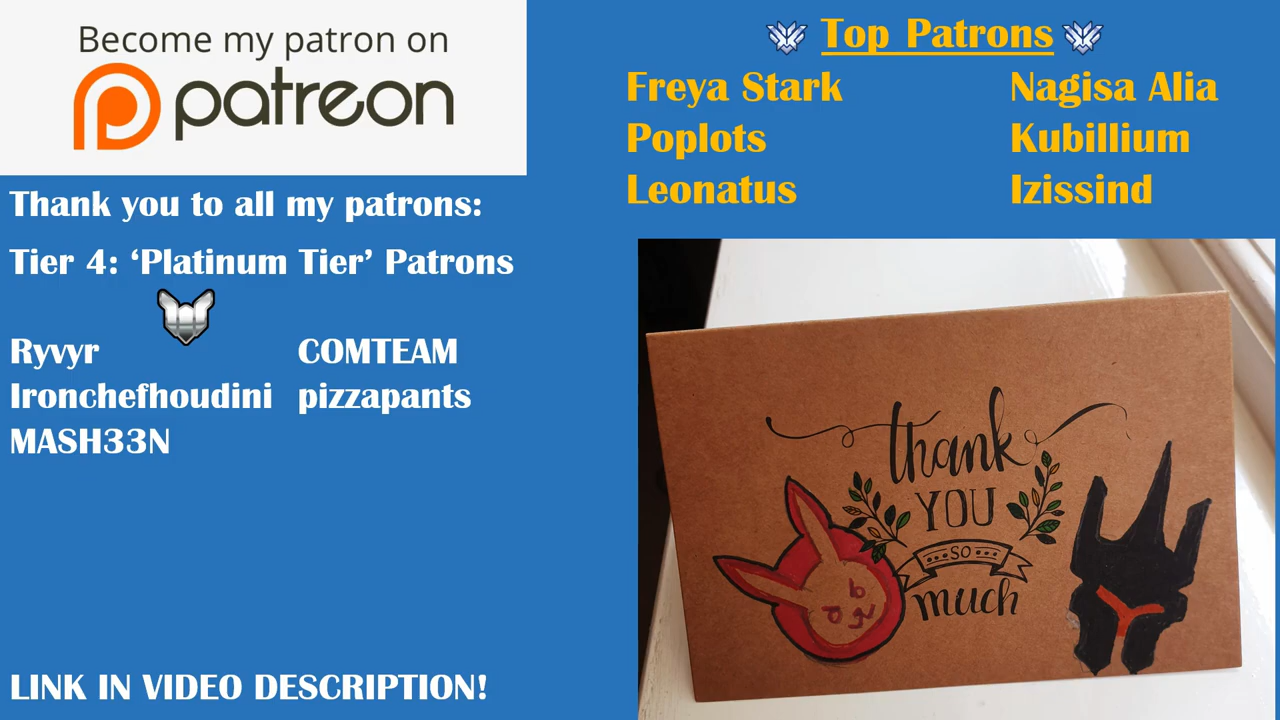 Become my patron on
patreon
Thank you to all my patrons:
Tier 4: ‘Platinum Tier’ Patrons
Ryvyr COMTEAM
Ironchefhoudini pizzapants
MASH33N
LINK IN VIDEO DESCRIPTION!
Top Patrons
Freya Stark Nagisa Alia
Poplots Kubillium
Leonatus Izissind
thank
YOU
SO
much